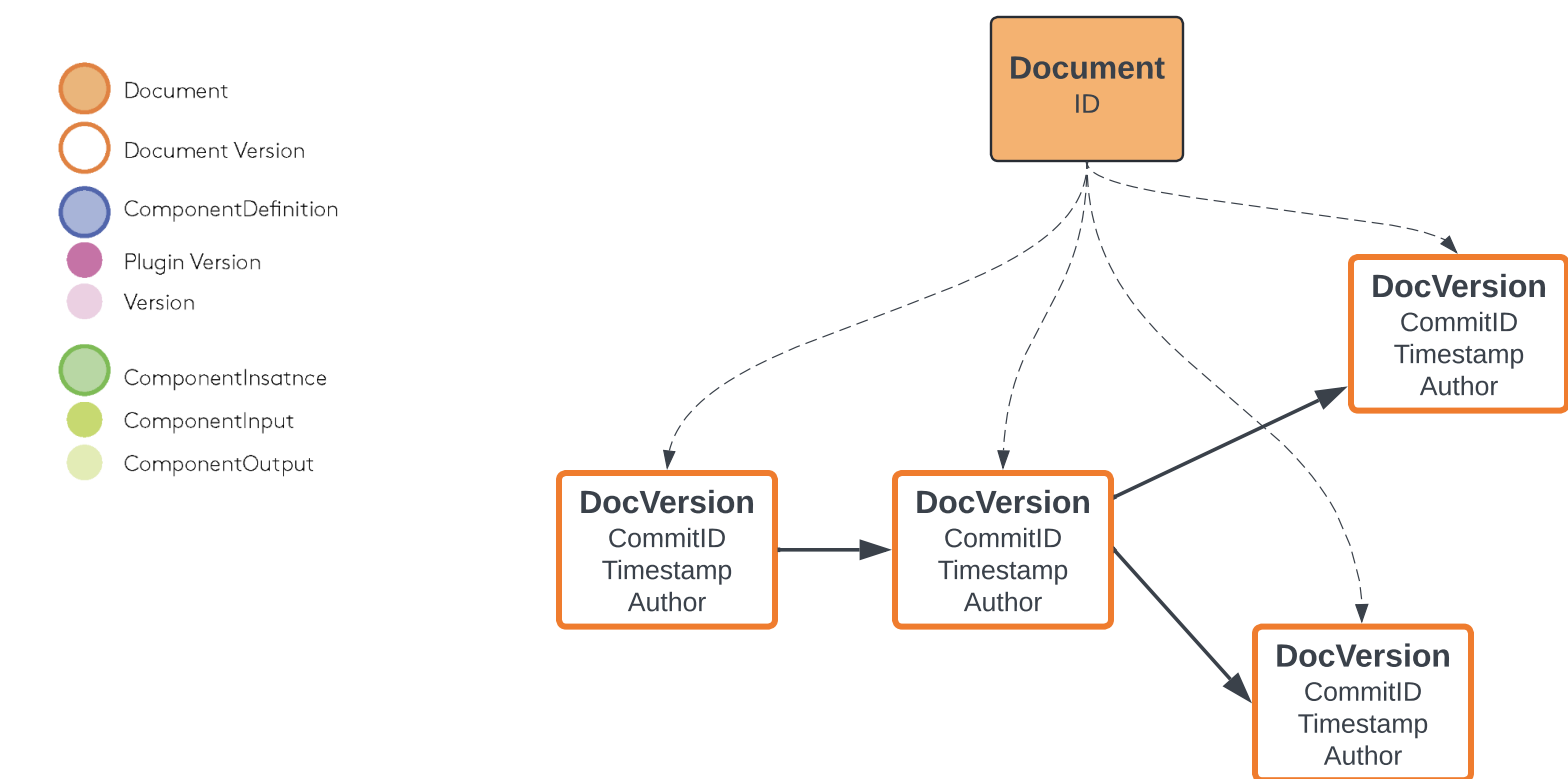 Document
Document Version
ComponentDefinition
Plugin Version
Version
ComponentInsatnce
ComponentInput
ComponentOutput
Document
ID
DocVersion
CommitID
Timestamp
Author
DocVersion
CommitID
Timestamp
Author
DocVersion
CommitID
Timestamp
Author
DocVersion
CommitID
Timestamp
Author